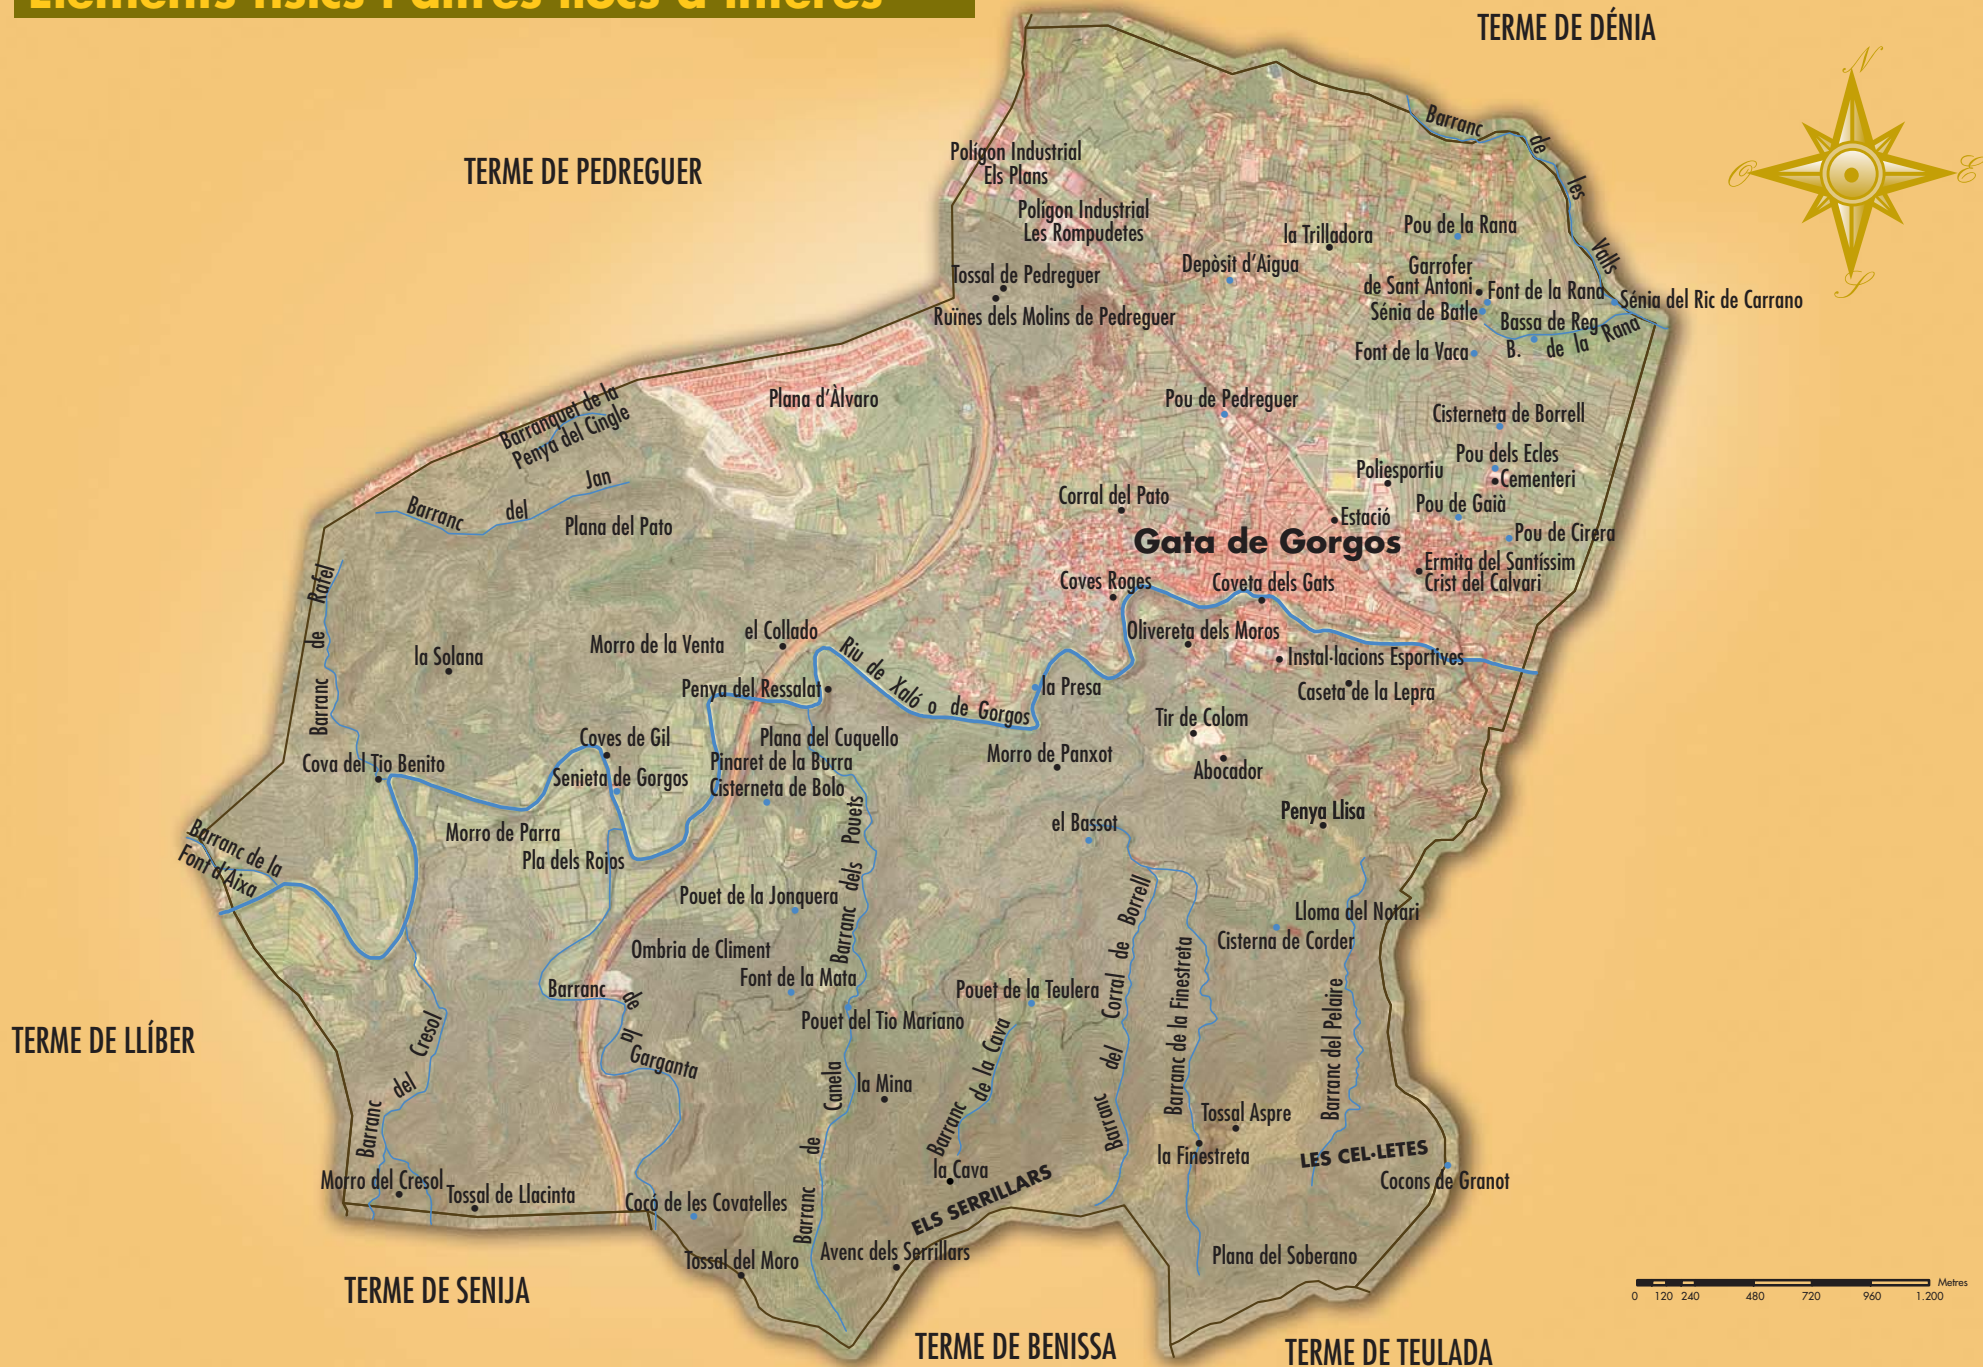 Elements físics i altres llocs d'interés
TERME DE DÉNIA
N
O
E
S
TERME DE PEDREGUER
Barranc de les Valls
Polígon Industrial
Els Plans
Polígon Industrial
Les Rompudetes
la Trilladora
Pou de la Rana
Tossal de Pedreguer
Depòsit d'Aigua
Garrofer
de Sant Antoni
Font de la Rana
Sénia del Ric de Carrano
Ruïnes dels Molins de Pedreguer
Sénia de Batle
Bassa de Reg
B. de la Rana
Font de la Vaca
Plana d'Àlvaro
Pou de Pedreguer
Barranquet de la
Penya del Cingle
Cisterneta de Borrell
Pou dels Ecles
Poliesportiu
Cementeri
Barranc del Jan
Corral del Pato
Pou de Gaià
Plana del Pato
Estació
Pou de Cirera
Gata de Gorgos
Ermita del Santíssim
Crist del Calvari
Barranc de Rafel
Coves Roges
Coveta dels Gats
Morro de la Venta
el Collado
Olivereta dels Moros
la Solana
Riu de Xaló o de Gorgos
Instal·lacions Esportives
Penya del Ressalat
la Presa
Caseta de la Lepra
Tir de Colom
Coves de Gil
Plana del Cuquello
Cova del Tio Benito
Pinaret de la Burra
Morro de Panxot
Senieta de Gorgos
Cisterneta de Bolo
Abocador
Penya Llisa
Barranc de la
Font d'Aixa
Morro de Parra
el Bassot
Pla dels Rojos
Barranc dels Pouets
Pouet de la Jonquera
Lloma del Notari
Ombria de Climent
Cisterna de Corder
Barranc del Corral de Borrell
Barranc de la Finestreta
Font de la Mata
Pouet de la Teulera
Barranc de la Garganta
Pouet del Tio Mariano
Barranc del Pelaire
TERME DE LLÍBER
Barranc del Cresol
Barranc de Canela
la Mina
Barranc de la Cava
Tossal Aspre
la Finestreta
LES CEL·LETES
la Cava
Cocons de Granot
Morro del Cresol
Tossal de Llacinta
Cocó de les Covatelles
ELS SERRILLARS
Tossal del Moro
Avenc dels Serrillars
Plana del Soberano
TERME DE SENIJA
Metres
0 120 240 480 720 960 1.200
TERME DE BENISSA
TERME DE TEULADA